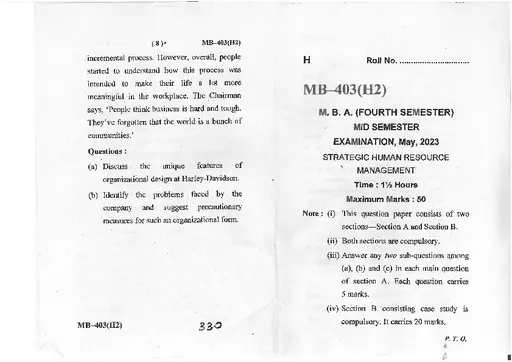 ( 8 ) MB–403(H2)
incremental process. However, overall, people
started to understand how this process was
intended to make their life a lot more
meaningful in the workplace. The Chairman
says, ‘People think business is hard and tough.
They've forgotten that the world is a bunch of
communities.’
Questions :
(a) Discuss the unique features of
organizational design at Harley-Davidson.
(b) Identify the problems faced by the
company and suggest precautionary
measures for such an organizational form.
MB–403(H2) 330
H Roll No. ..............................
MB–403(H2)
M. B. A. (FOURTH SEMESTER)
MID SEMESTER
EXAMINATION, May, 2023
STRATEGIC HUMAN RESOURCE
MANAGEMENT
Time : 1½ Hours
Maximum Marks : 50
Note : (i) This question paper consists of two
sections—Section A and Section B.
(ii) Both sections are compulsory.
(iii) Answer any two sub-questions among
(a), (b) and (c) in each main question
of section A. Each question carries
5 marks.
(iv) Section B consisting case study is
compulsory. It carries 20 marks.
P. T. O.